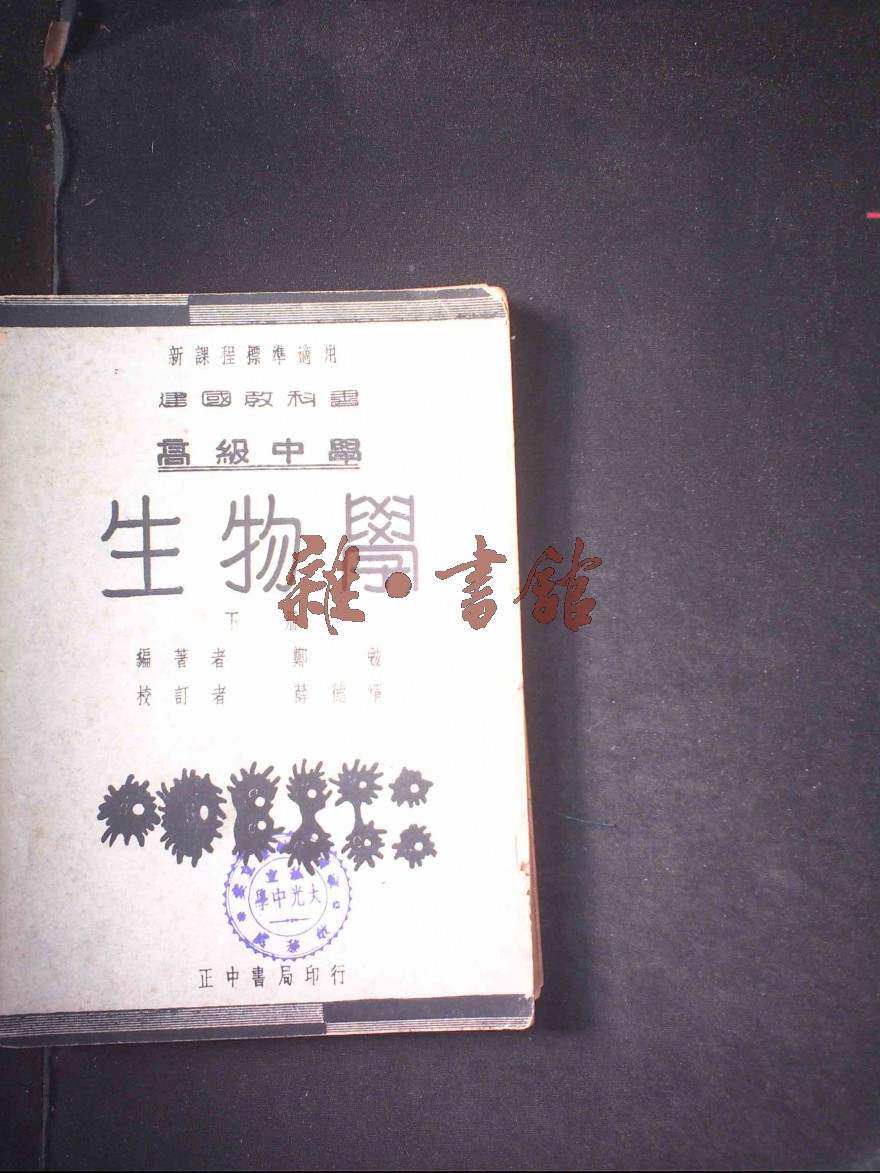 新課程標準適用
建國教科書
高級中學
生物學
雜·書館
下 册
編著者 鄭 勉
校訂者 薛德焴
大光中學
正中書局印行